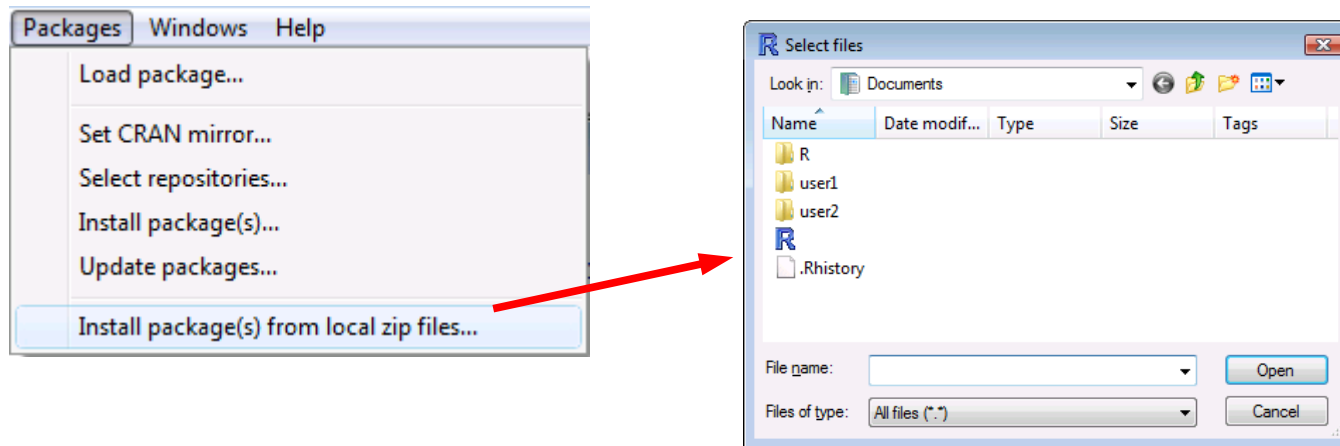 Packages Windows Help
Load package...
Set CRAN mirror...
Select repositories...
Install package(s)...
Update packages...
Install package(s) from local zip files...
R Select files
Look in: Documents
Name Date modif... Type Size Tags
R
user1
user2
R
.Rhistory
File name: Open
Files of type: All files (*.*) Cancel